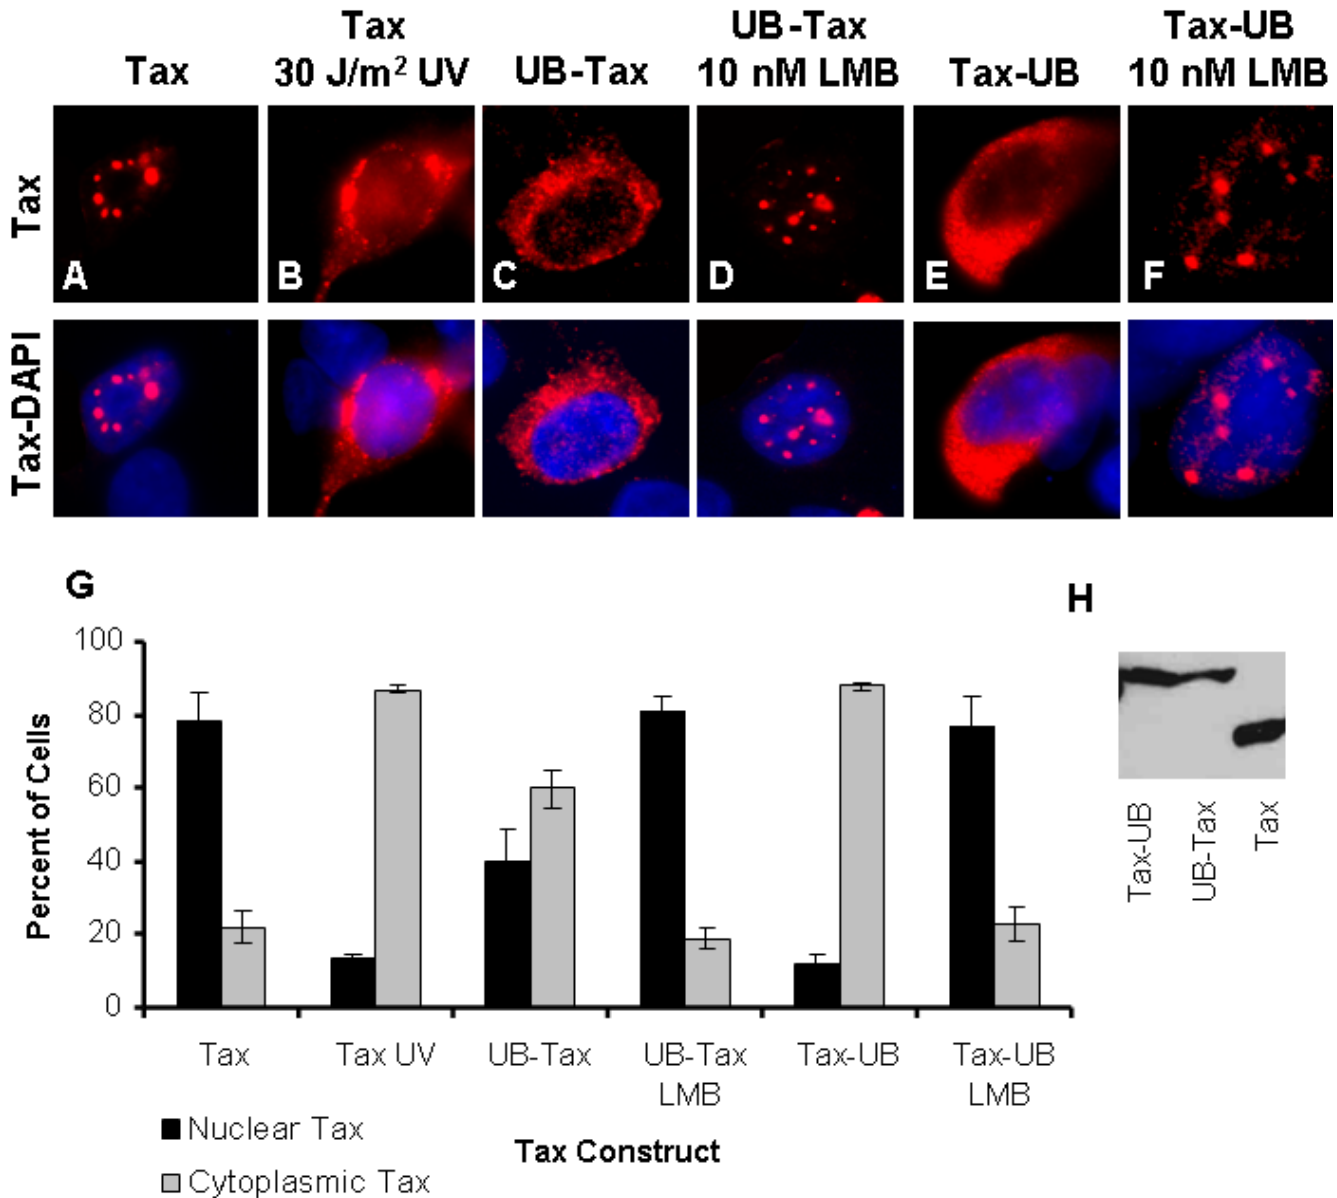 Tax
Tax
30 J/m² UV
UB-Tax
UB-Tax
10 nM LMB
Tax-UB
Tax-UB
10 nM LMB
Tax
A
B
C
D
E
F
Tax-DAPI
G
Percent of Cells
100
80
60
40
20
0
Tax
Tax UV
UB-Tax
UB-Tax
LMB
Tax-UB
Tax-UB
LMB
Nuclear Tax
Cytoplasmic Tax
Tax Construct
H
Tax-UB
UB-Tax
Tax